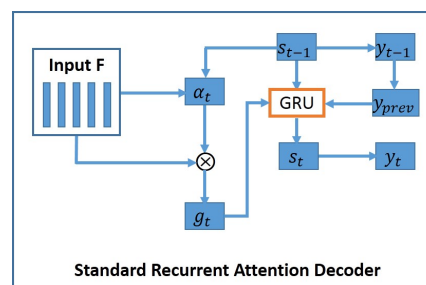 Input F
s_{t-1}
y_{t-1}
α_t
GRU
y_{prev}
s_t
y_t
g_t
Standard Recurrent Attention Decoder